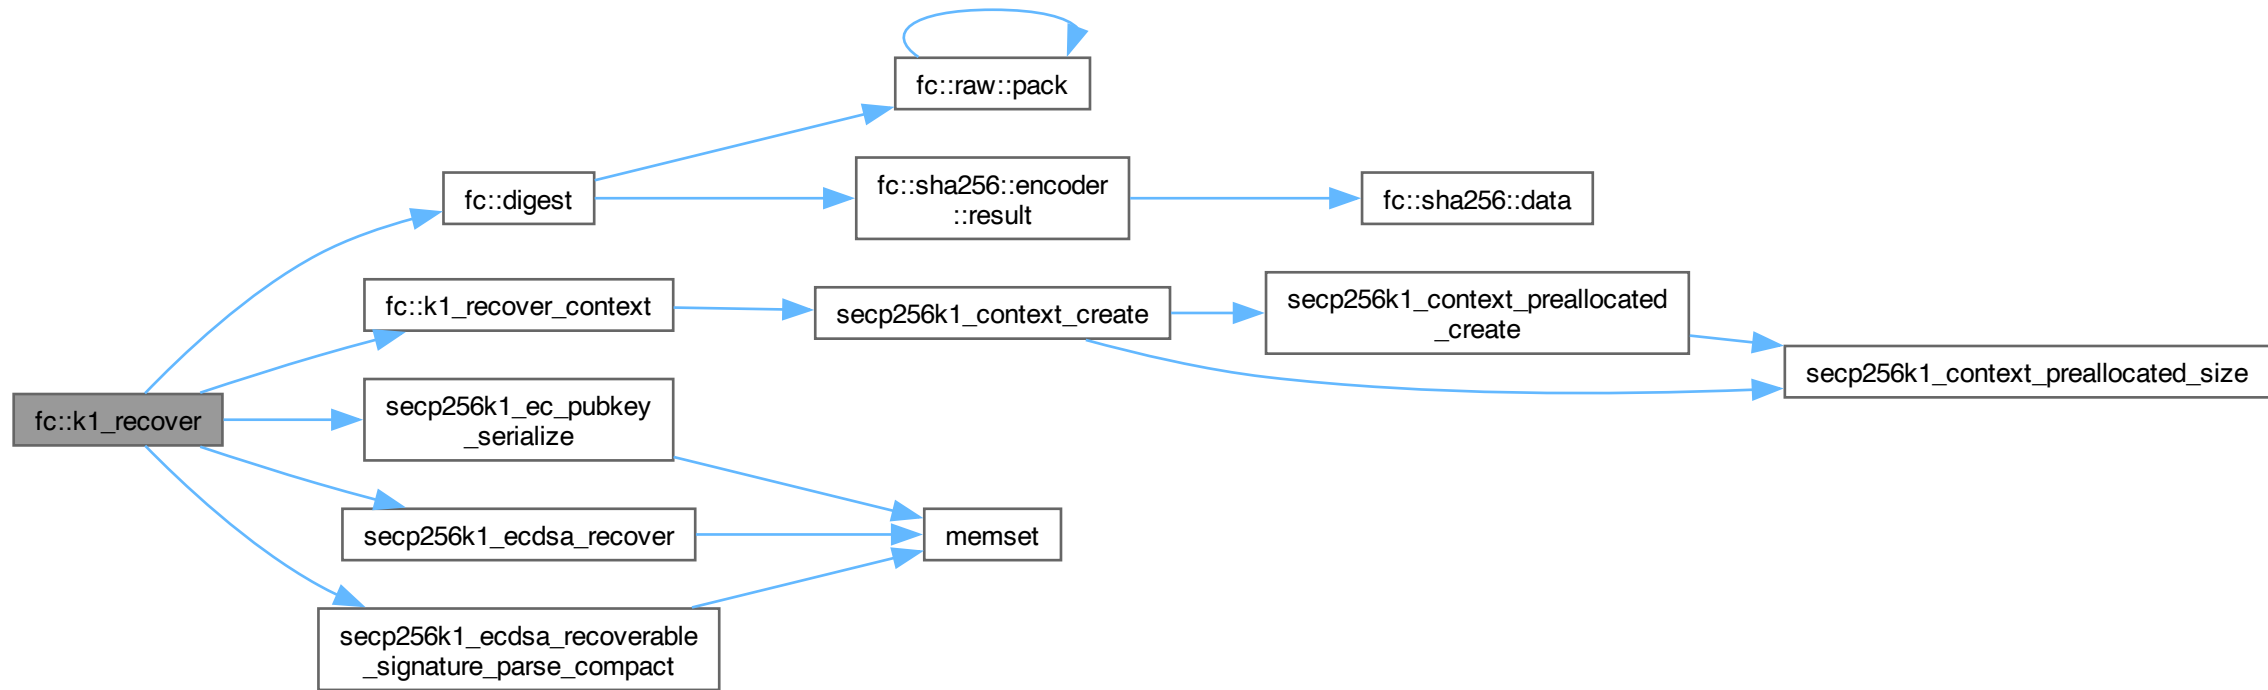 fc::raw::pack
fc::digest
fc::sha256::encoder
::result
fc::sha256::data
fc::k1_recover_context
secp256k1_context_create
secp256k1_context_preallocated
_create
secp256k1_context_preallocated_size
fc::k1_recover
secp256k1_ec_pubkey
_serialize
secp256k1_ecdsa_recover
memset
secp256k1_ecdsa_recoverable
_signature_parse_compact